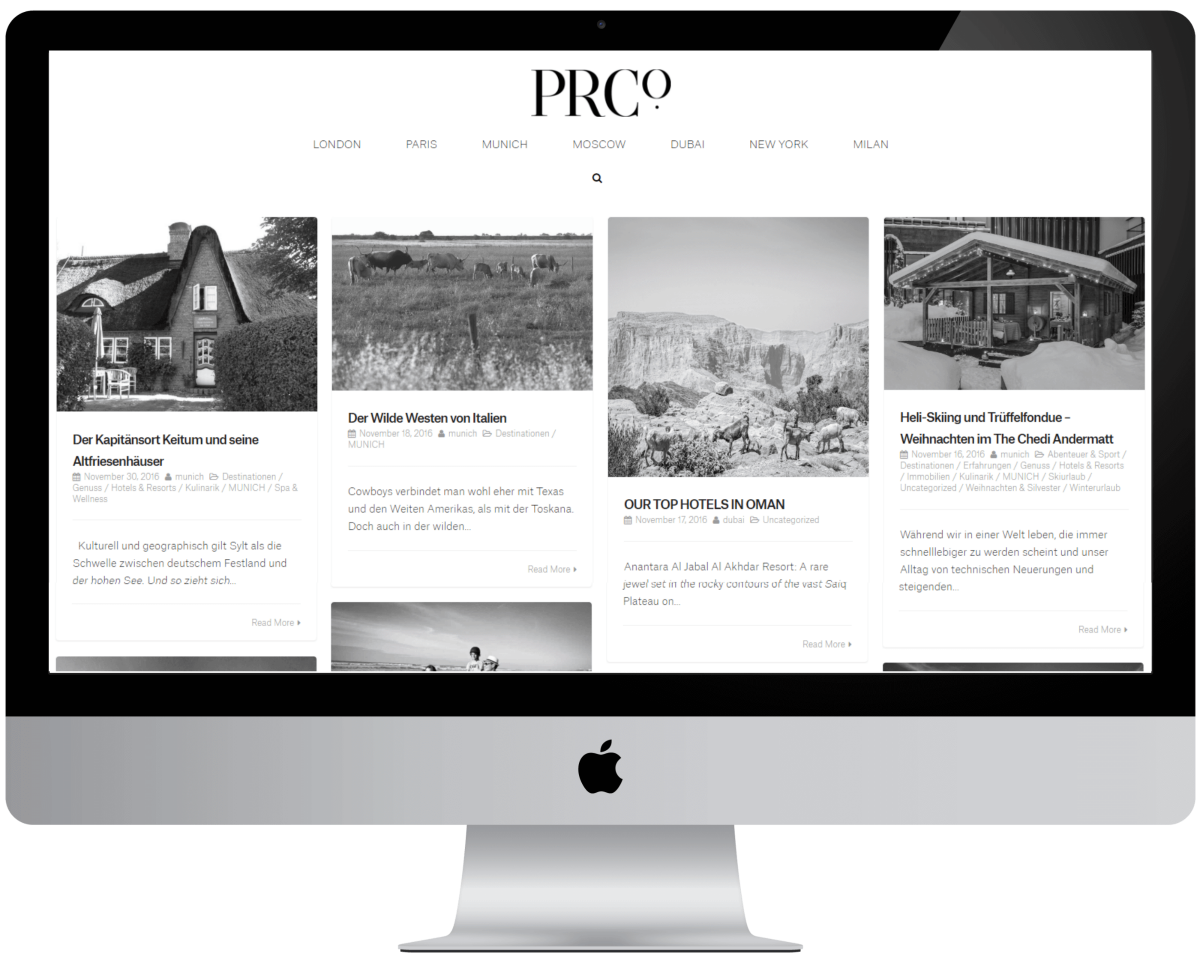 PRCo.
LONDON PARIS MUNICH MOSCOW DUBAI NEW YORK MILAN
Der Kapitänsort Keitum und seine
Altfriesenhäuser
November 30, 2016 munich Destinationen /
Genuss / Hotels & Resorts / Kulinarik / MUNICH / Spa &
Wellness
Kulturell und geographisch gilt Sylt als die
Schwelle zwischen deutschem Festland und
der hohen See. Und so zieht sich...
Read More
Der Wilde Westen von Italien
November 18, 2016 munich Destinationen /
MUNICH
Cowboys verbindet man wohl eher mit Texas
und den Weiten Amerikas, als mit der Toskana.
Doch auch in der wilden...
Read More
OUR TOP HOTELS IN OMAN
November 17, 2016 dubai Uncategorized
Anantara Al Jabal Al Akhdar Resort: A rare
jewel set in the rocky contours of the vast Saiq
Plateau on...
Read More
Heli-Skiing und Trüffelfondue –
Weihnachten im The Chedi Andermatt
November 16, 2016 munich Abenteuer & Sport /
Destinationen / Erfahrungen / Genuss / Hotels & Resorts
/ Immobilien / Kulinarik / MUNICH / Skiurlaub /
Uncategorized / Weihnachten & Silvester / Winterurlaub
Während wir in einer Welt leben, die immer
schnelllebiger zu werden scheint und unser
Alltag von technischen Neuerungen und
steigenden...
Read More